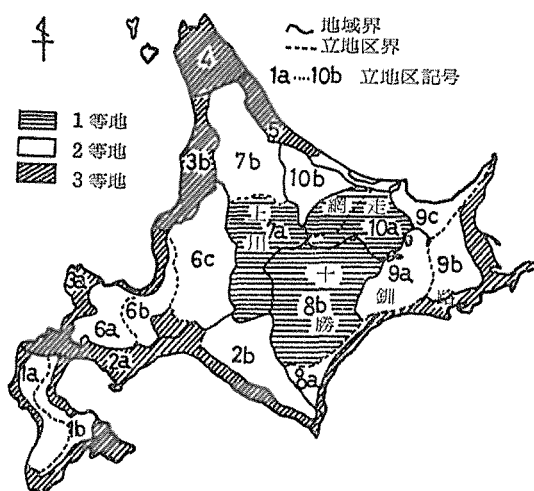 地域界
立地区界
1a‥‥10b 立地区記号
1等地
2等地
3等地
4
5
3b
7b
10b
上川
7a
網走
10a
9c
6c
9a
9b
釧路
十勝
8b
3a
6a
6b
2a
2b
8a
1a
1b